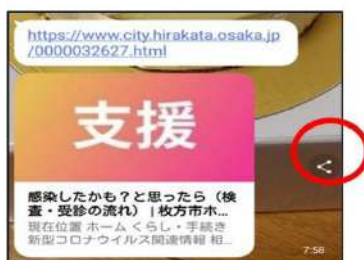 https://www.city.hirakata.osaka.jp
/0000032627.html
支援
感染したかも？と思ったら（検
査・受診の流れ） | 枚方市ホ...
現在位置 ホーム くらし・手続き
新型コロナウイルス関連情報 相...
7:58